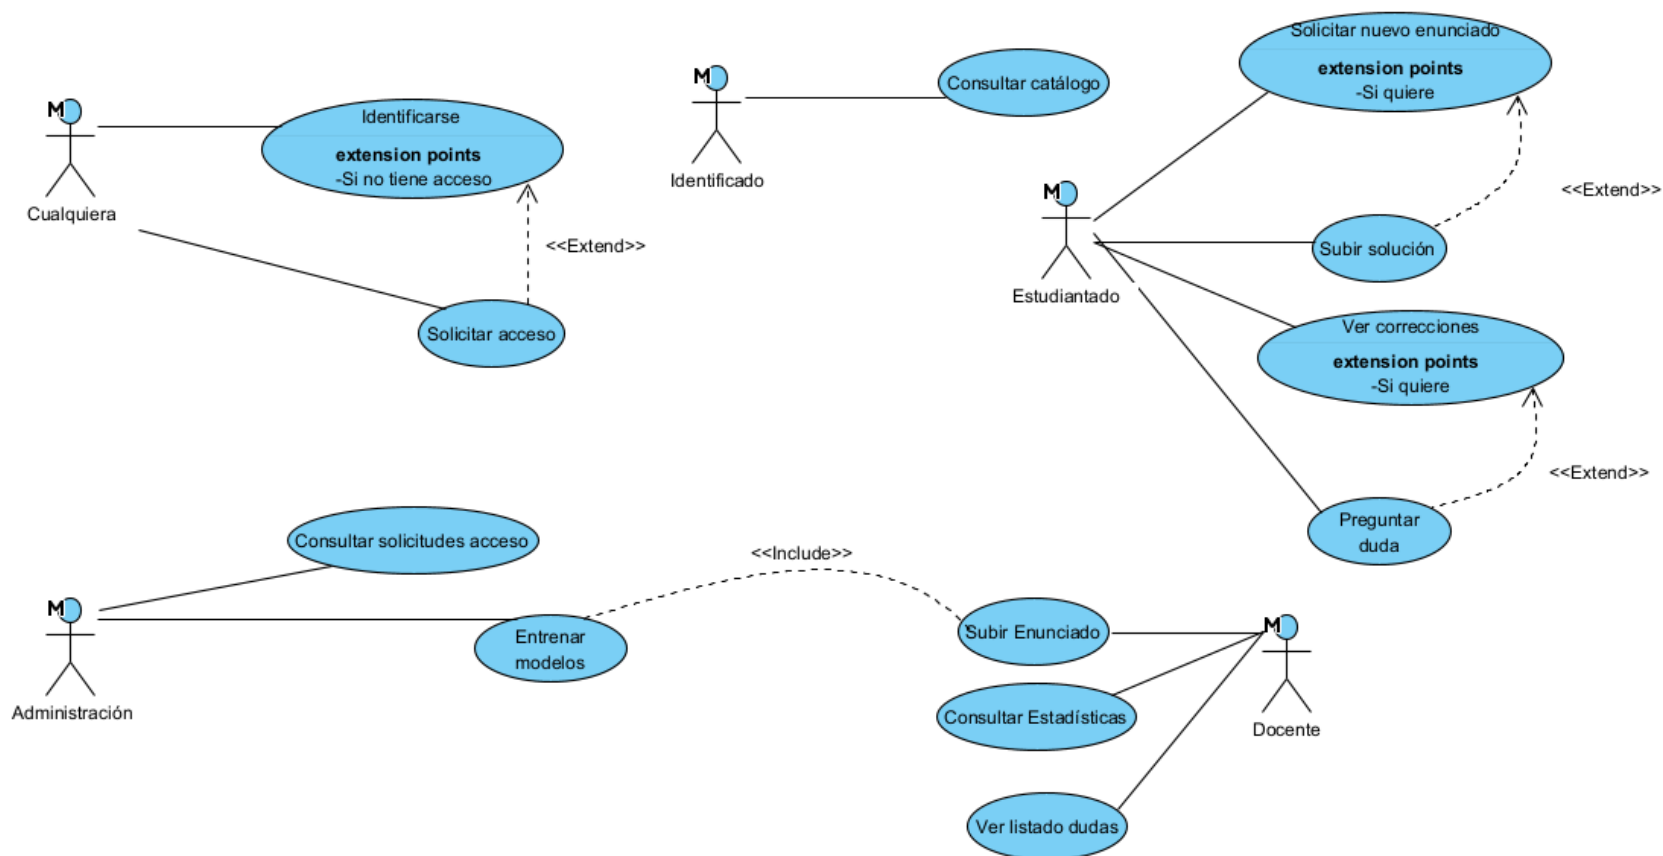 M
Cualquiera
Identificarse
extension points
-Si no tiene acceso
<<Extend>>
Solicitar acceso
M
Identificado
Consultar catálogo
M
Estudiantado
Solicitar nuevo enunciado
extension points
-Si quiere
<<Extend>>
Subir solución
Ver correcciones
extension points
-Si quiere
<<Extend>>
Preguntar
duda
M
Administración
Consultar solicitudes acceso
Entrenar
modelos
<<Include>>
Subir Enunciado
Consultar Estadísticas
Ver listado dudas
M
Docente